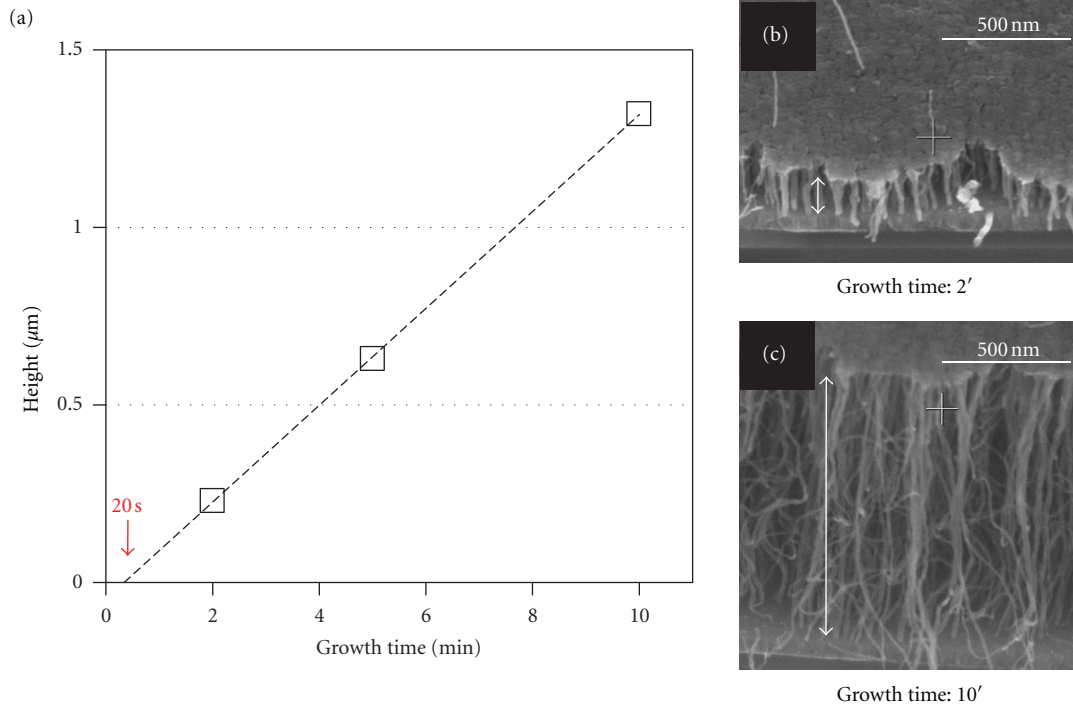 (a)
1.5
1
0.5
0
Height (μm)
20 s
0
2
4
6
8
10
Growth time (min)
(b)
500 nm
Growth time: 2′
(c)
500 nm
Growth time: 10′